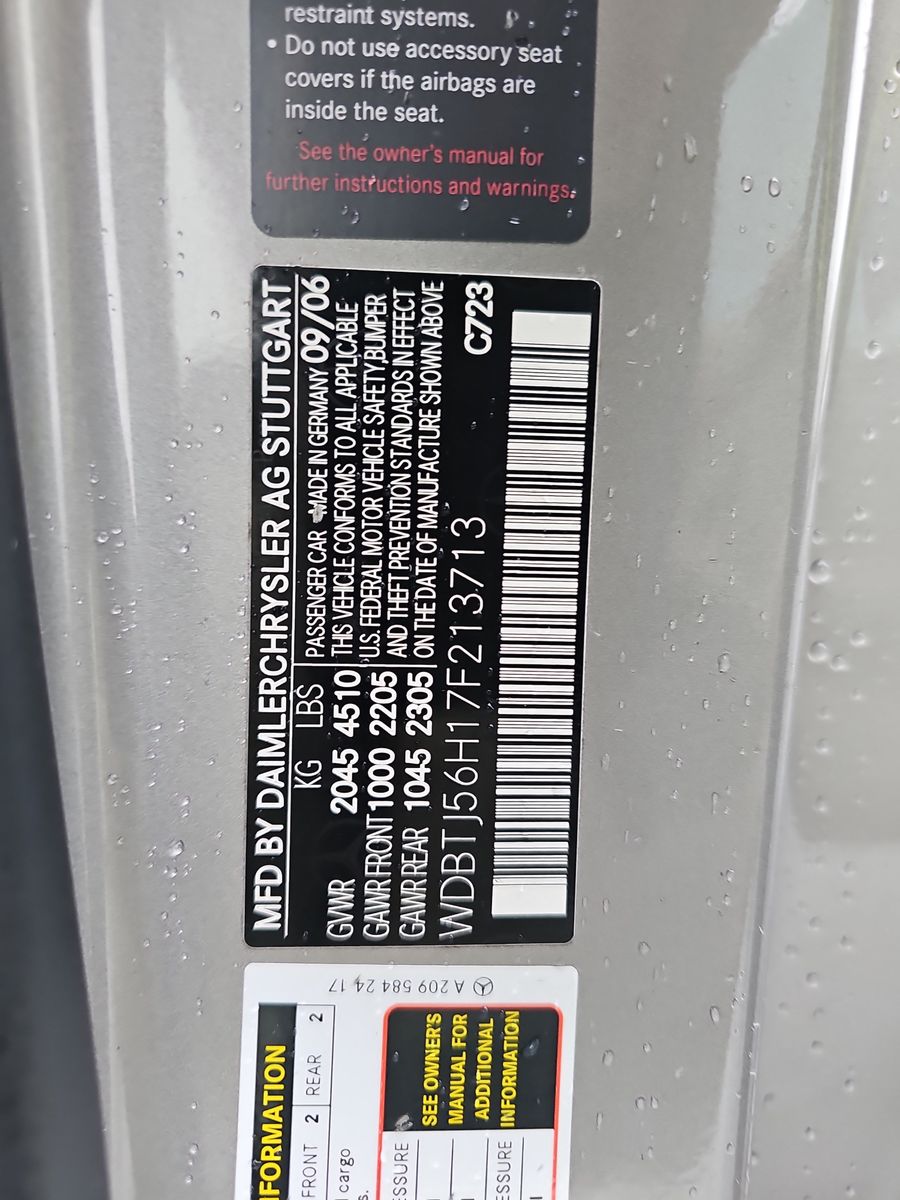 restraint systems.
• Do not use accessory seat
covers if the airbags are
inside the seat.
See the owner's manual for
further instructions and warnings.
MFD BY DAIMLERCHRYSLER AG STUTTGART
KG LBS PASSENGER CAR MADE IN GERMANY 09/06
GVWR 2045 4510 THIS VEHICLE CONFORMS TO ALL APPLICABLE
GAWR FRONT 1000 2205 U.S. FEDERAL MOTOR VEHICLE SAFETY, BUMPER
GAWR REAR 1045 2305 AND THEFT PREVENTION STANDARDS IN EFFECT
ON THE DATE OF MANUFACTURE SHOWN ABOVE
WDBTJ56H17F213713 C723
A 209 584 24 17
FRONT 2 REAR 2
cargo
SEE OWNER'S
MANUAL FOR
ADDITIONAL
INFORMATION